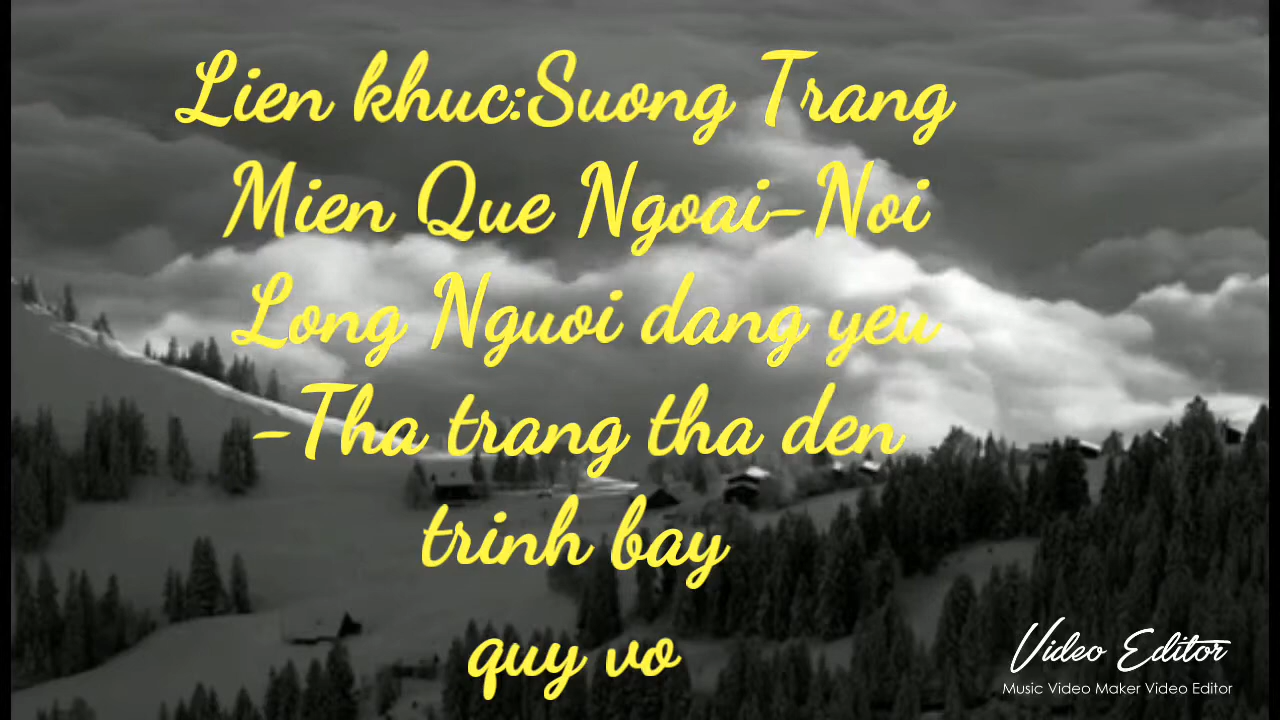 Lien khuc:Suong Trang
Mien Que Ngoai-Noi
Long Nguoi dang yeu
-Tha trang tha den
trinh bay
quy vo
Video Editor
Music Video Maker Video Editor